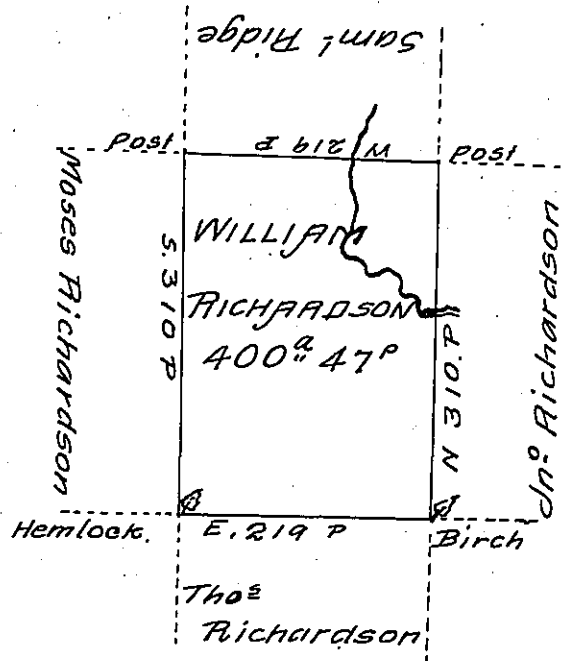 Sam.ˡ Ridge
Post
W 219 P
Post
Moses Richardson
S. 310 P
WILLIAM
RICHARDSON
400ᵃ„ 47ᵖ
N 310. P
Jnº Richardson
Hemlock.
E. 219 P
Birch
Thoˢ
Richardson